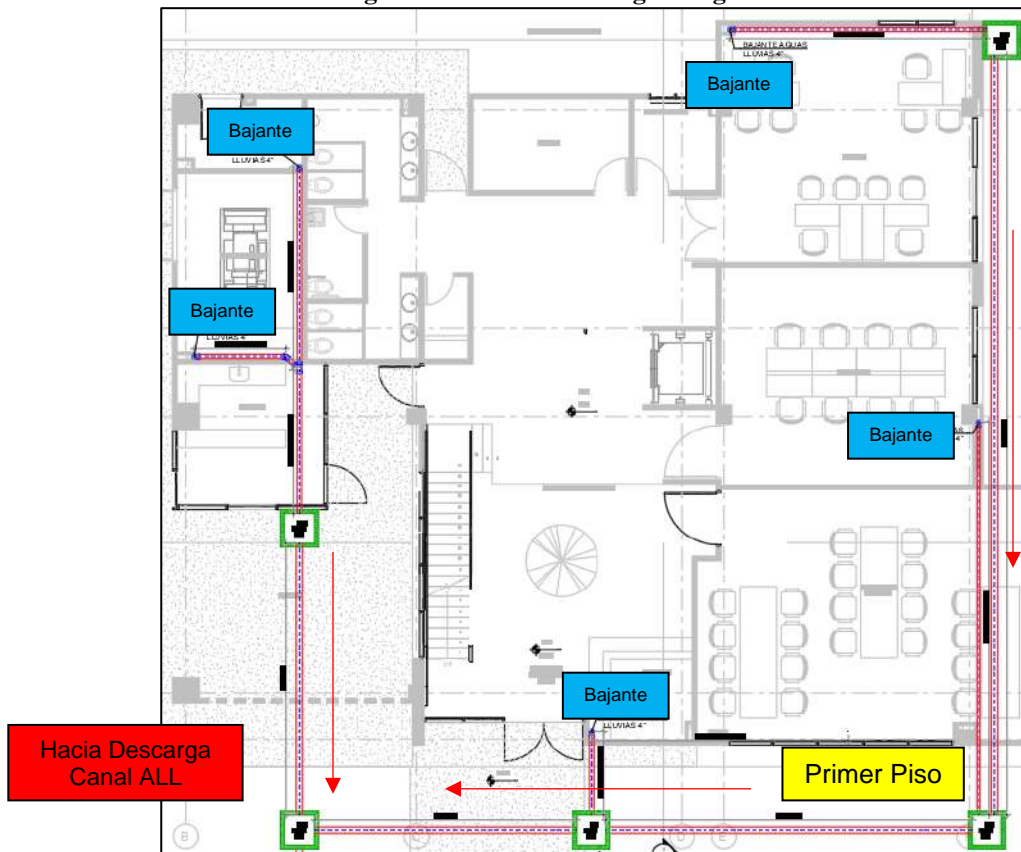 BAJANTE AGUAS
LLUVIAS 4"
Bajante
Bajante
LLUVIAS 4"
Bajante
LLUVIAS 4"
Bajante
Bajante
LLUVIAS 4"
Hacia Descarga
Canal ALL
Primer Piso
B
D
E